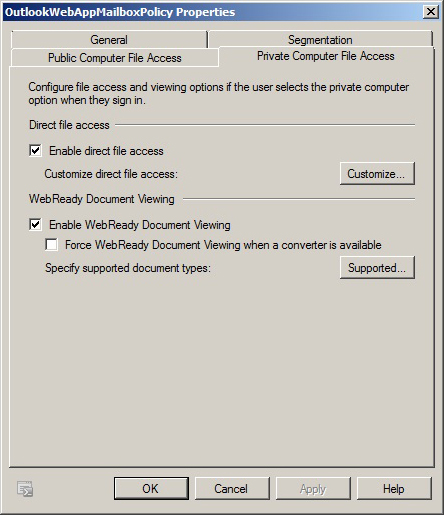 OutlookWebAppMailboxPolicy Properties
General
Segmentation
Public Computer File Access
Private Computer File Access
Configure file access and viewing options if the user selects the private computer
option when they sign in.
Direct file access
Enable direct file access
Customize direct file access:
Customize...
WebReady Document Viewing
Enable WebReady Document Viewing
Force WebReady Document Viewing when a converter is available
Specify supported document types:
Supported...
OK
Cancel
Apply
Help